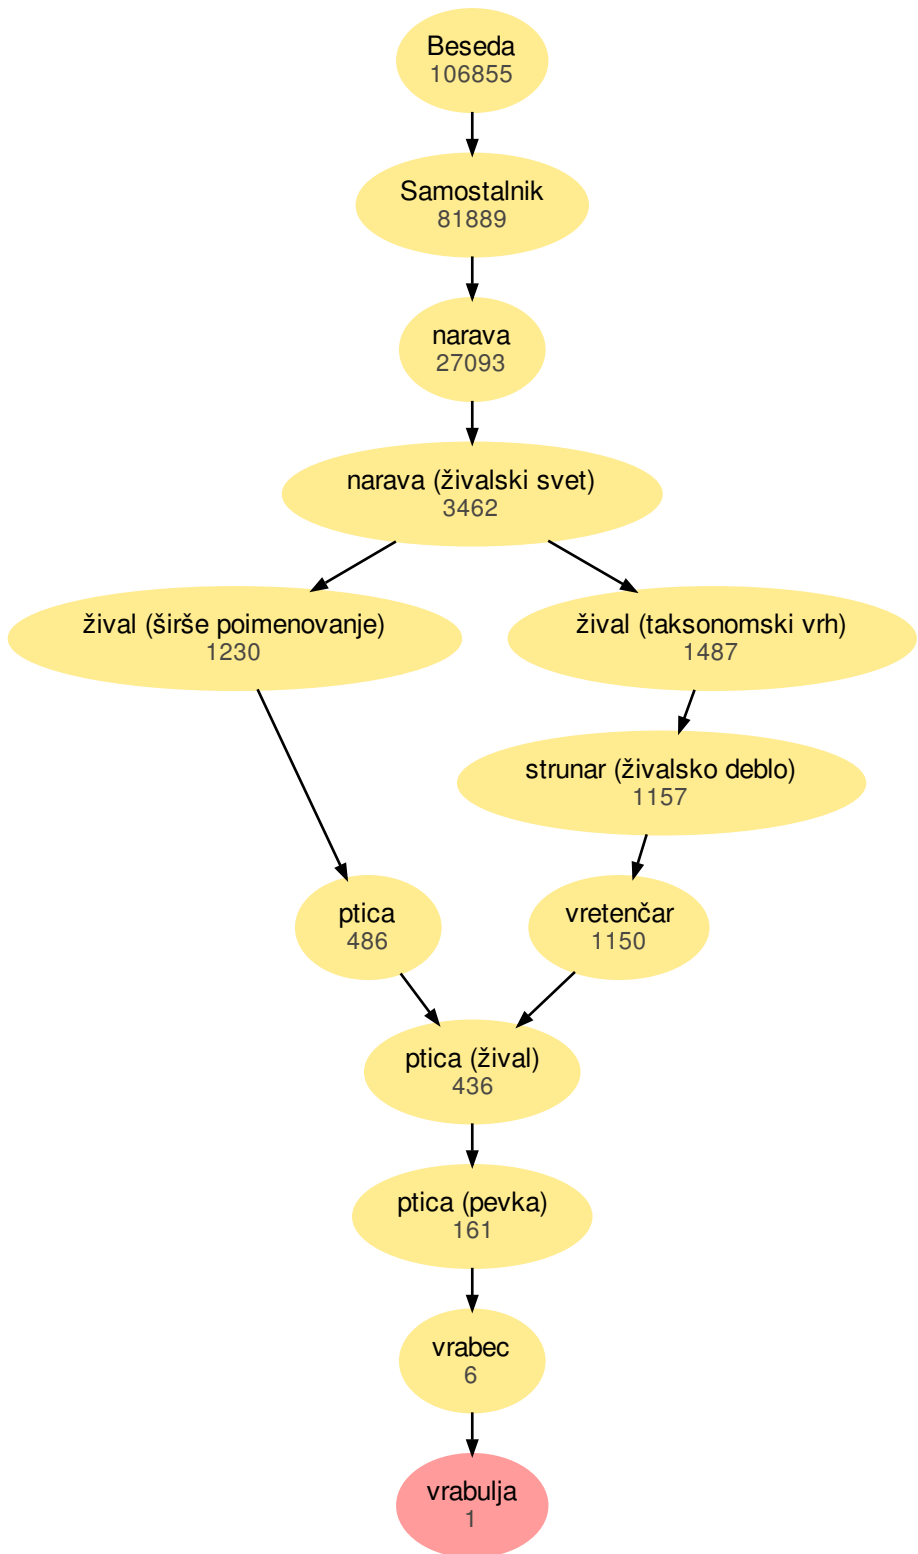 Beseda
106855
Samostalnik
81889
narava
27093
narava (živalski svet)
3462
žival (širše poimenovanje)
1230
žival (taksonomski vrh)
1487
strunar (živalsko deblo)
1157
ptica
486
vretenčar
1150
ptica (žival)
436
ptica (pevka)
161
vrabec
6
vrabulja
1